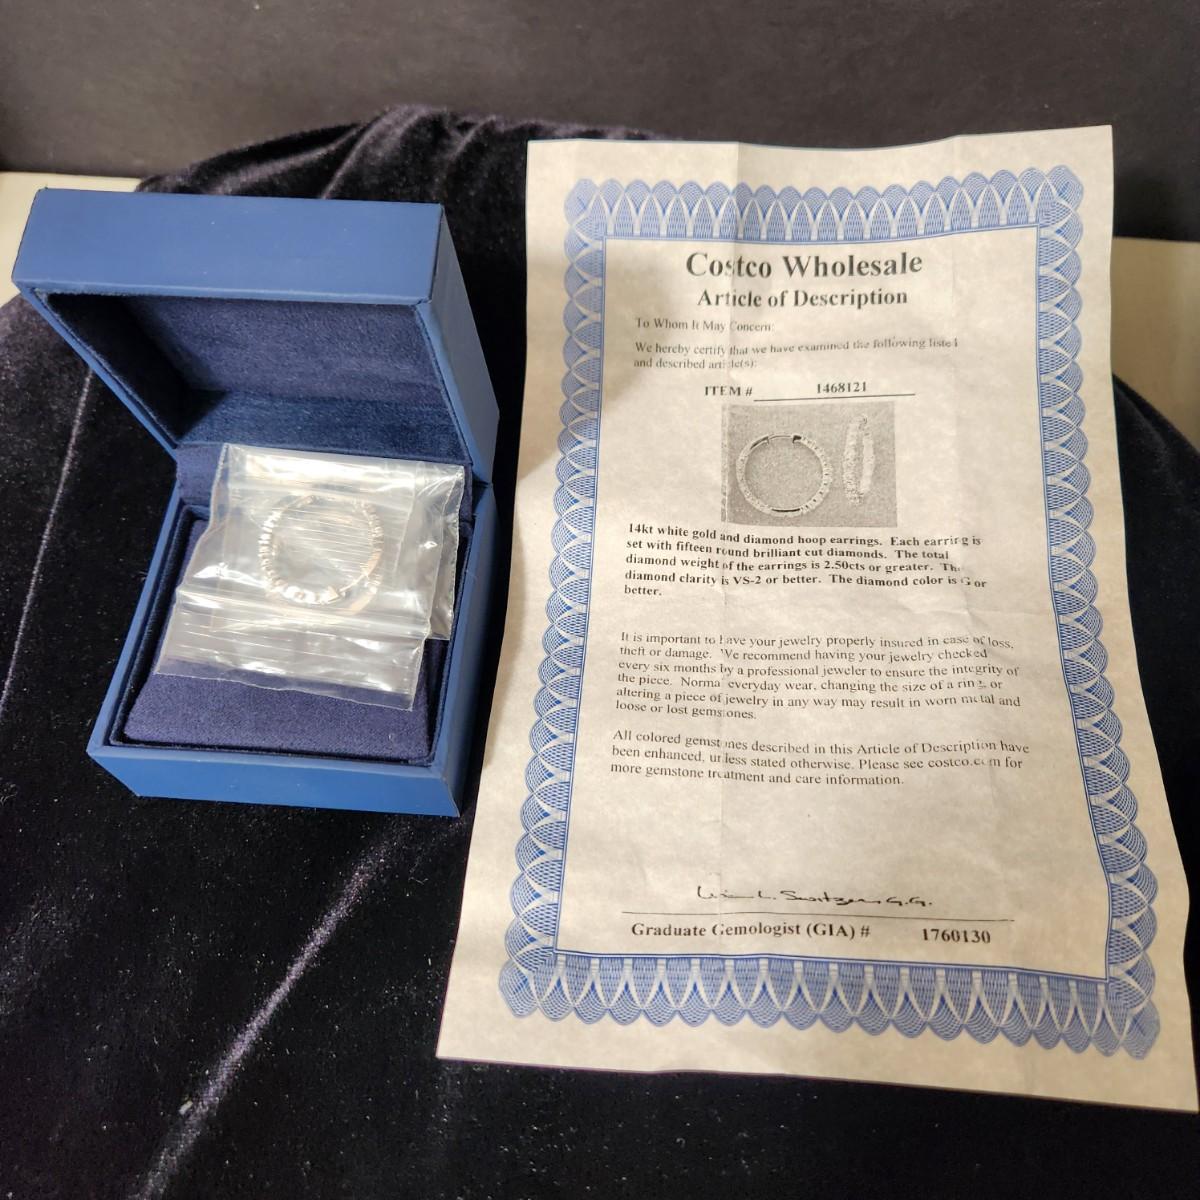 Costco Wholesale
Article of Description
To Whom It May Concern:
We hereby certify that we have examined the following listed
and described article(s):
ITEM # 1468121
14kt white gold and diamond hoop earrings. Each earring is
set with fifteen round brilliant cut diamonds. The total
diamond weight of the earrings is 2.50cts or greater. The
diamond clarity is VS-2 or better. The diamond color is G or
better.
It is important to have your jewelry properly insured in case of loss,
theft or damage. We recommend having your jewelry checked
every six months by a professional jeweler to ensure the integrity of
the piece. Normal everyday wear, changing the size of a ring, or
altering a piece of jewelry in any way may result in worn metal and
loose or lost gemstones.
All colored gemstones described in this Article of Description have
been enhanced, unless stated otherwise. Please see costco.com for
more gemstone treatment and care information.
L. Switzer G.G.
Graduate Gemologist (GIA) # 1760130